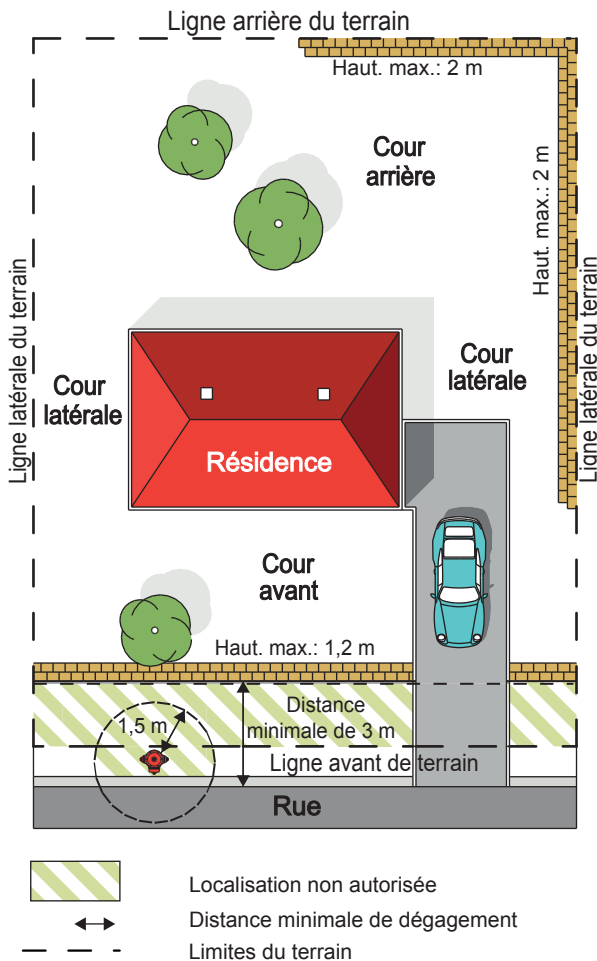 Ligne arrière du terrain
Haut. max.: 2 m
Cour
arrière
Haut. max.: 2 m
Ligne latérale du terrain
Ligne latérale du terrain
Cour
latérale
Cour
latérale
Résidence
Cour
avant
Haut. max.: 1,2 m
1,5 m
Distance
minimale de 3 m
Ligne avant de terrain
Rue
Localisation non autorisée
Distance minimale de dégagement
Limites du terrain